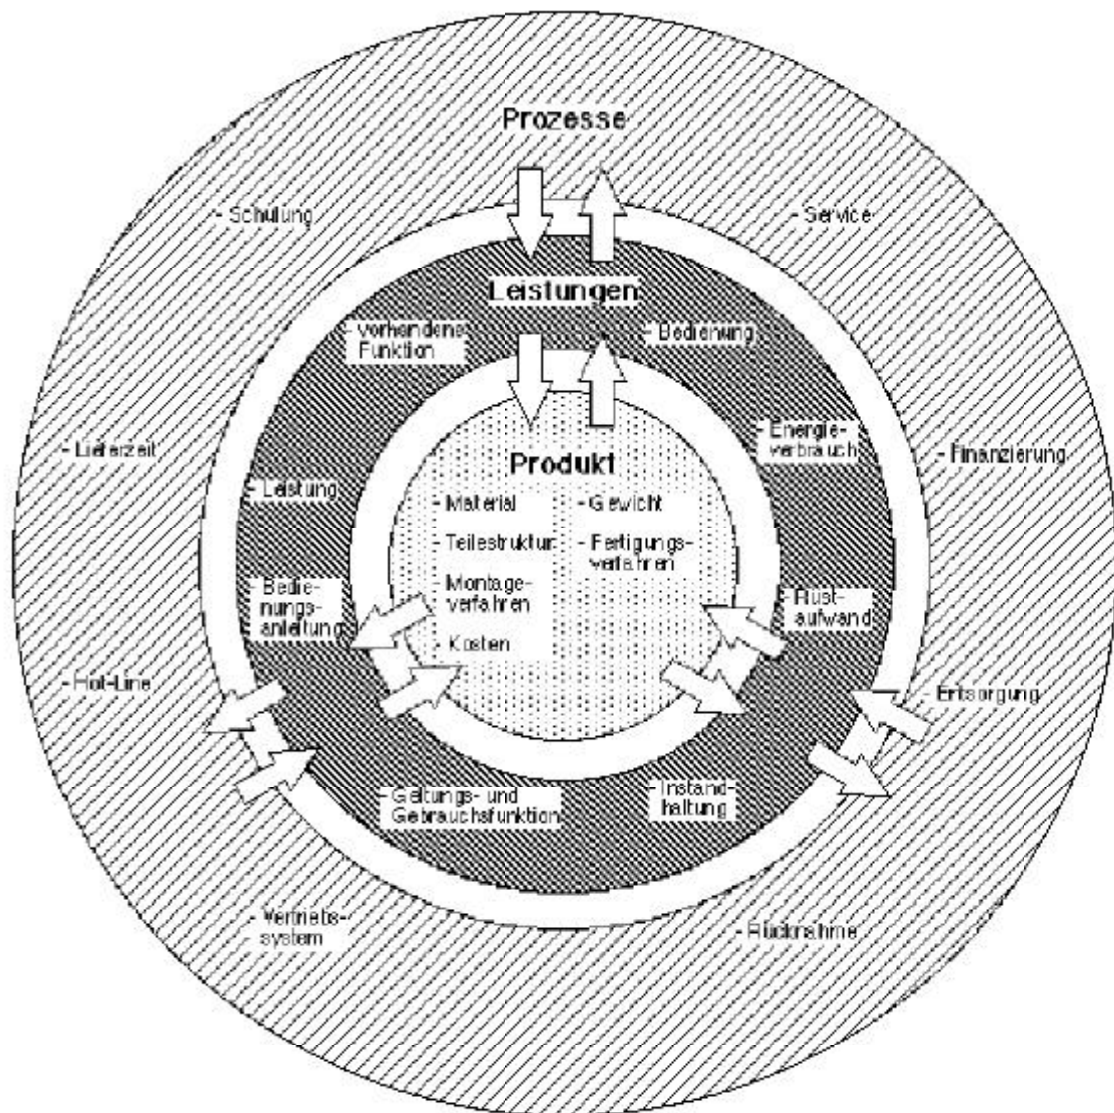 Prozesse
- Schulung
- Service
Leistungen
- vorhandene
Funktion
- Bedienung
- Lieferzeit
- Energie-
verbrauch
- Finanzierung
- Leistung
Produkt
- Material
- Gewicht
- Teilestruktur
- Fertigungs-
verfahren
- Montage-
verfahren
- Kosten
- Bedie-
nungs-
anleitung
- Rüst-
aufwand
- Hot-Line
- Entsorgung
- Geltungs- und
Gebrauchsfunktion
- Instand-
haltung
- Vertriebs-
system
- Rücknahme